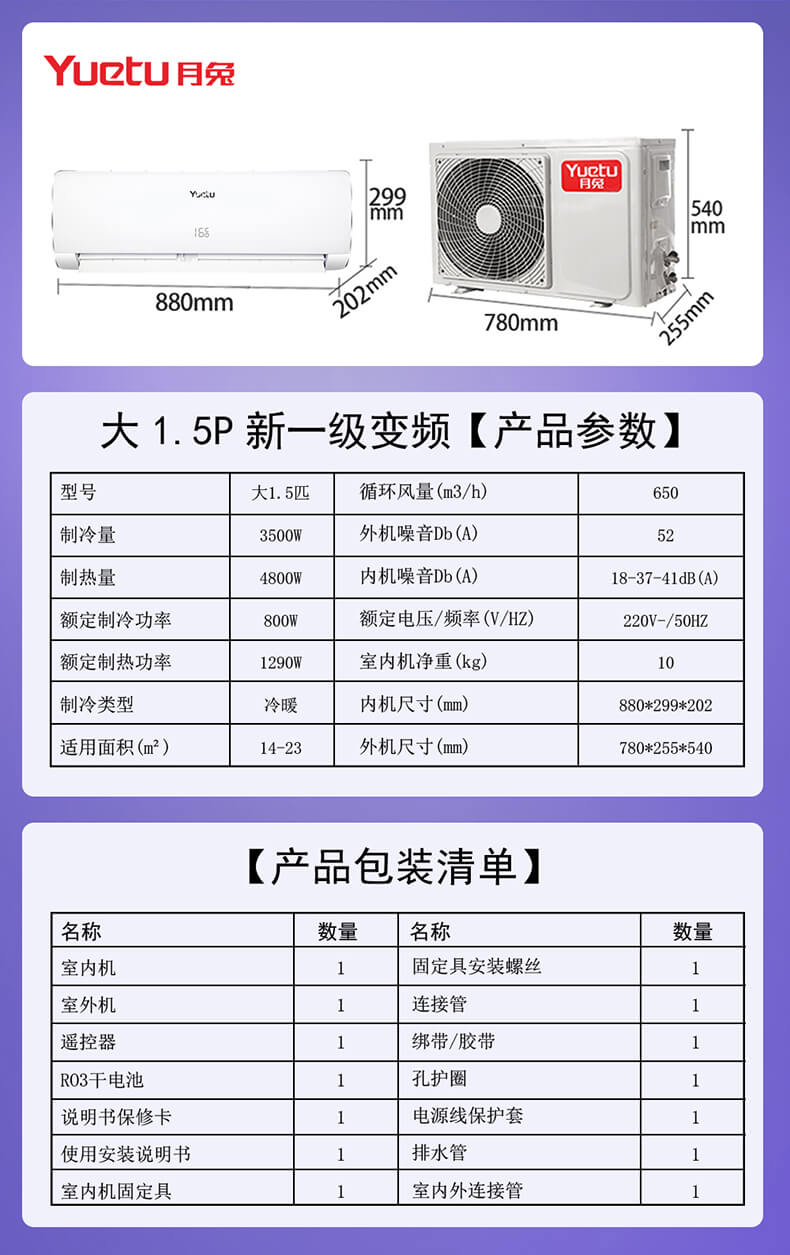 Yuetu月兔
Yuetu
168
299
mm
880mm
202mm
Yuetu
月兔
540
mm
780mm
255mm
大1.5P新一级变频【产品参数】
型号 大1.5匹 循环风量(m3/h) 650
制冷量 3500W 外机噪音Db(A) 52
制热量 4800W 内机噪音Db(A) 18-37-41dB(A)
额定制冷功率 800W 额定电压/频率(V/HZ) 220V-/50HZ
额定制热功率 1290W 室内机净重(kg) 10
制冷类型 冷暖 内机尺寸(mm) 880*299*202
适用面积(m²) 14-23 外机尺寸(mm) 780*255*540
【产品包装清单】
名称 数量 名称 数量
室内机 1 固定具安装螺丝 1
室外机 1 连接管 1
遥控器 1 绑带/胶带 1
R03干电池 1 孔护圈 1
说明书保修卡 1 电源线保护套 1
使用安装说明书 1 排水管 1
室内机固定具 1 室内外连接管 1